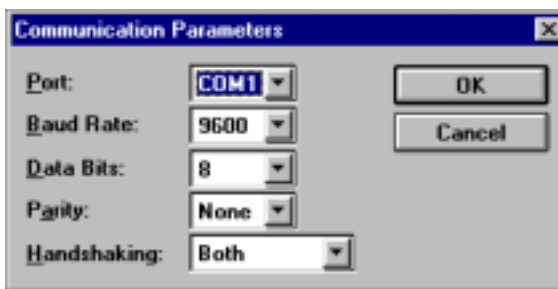 Communication Parameters
Port: COM1 OK
Baud Rate: 9600 Cancel
Data Bits: 8
Parity: None
Handshaking: Both